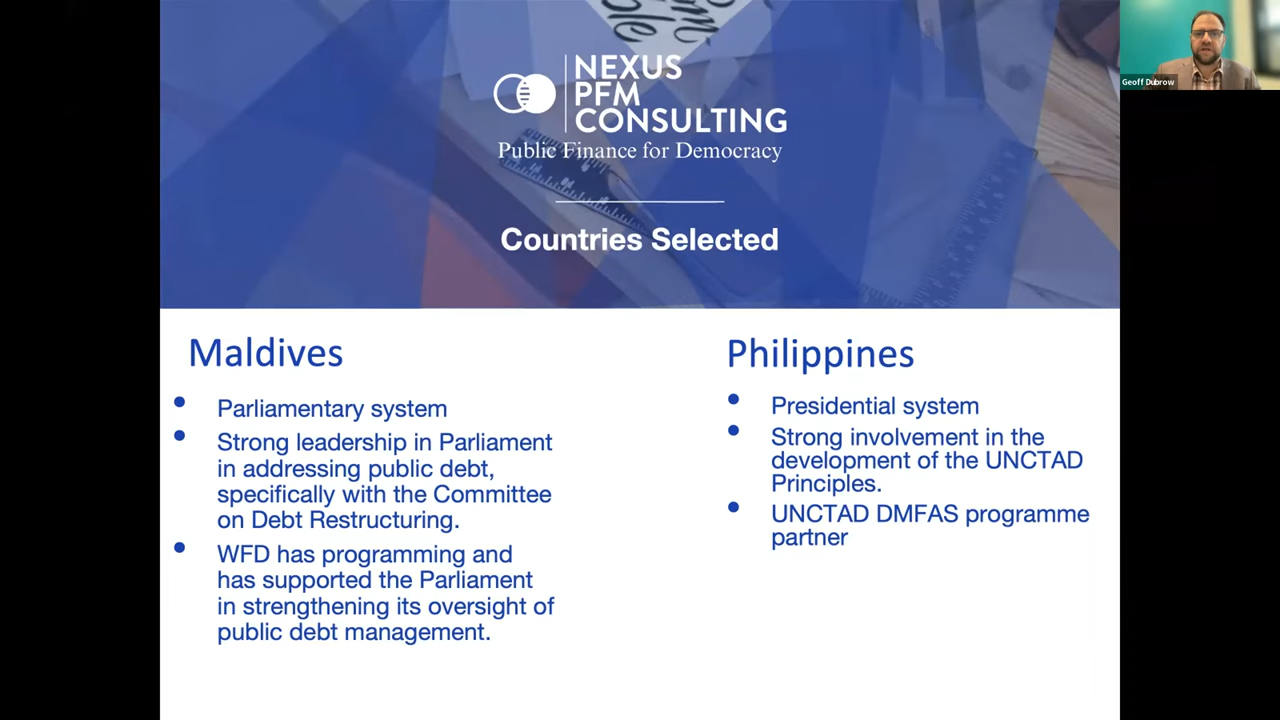 NEXUS
PFM
CONSULTING
Public Finance for Democracy
Countries Selected
Geoff Dubrow
Maldives
• Parliamentary system
• Strong leadership in Parliament
in addressing public debt,
specifically with the Committee
on Debt Restructuring.
• WFD has programming and
has supported the Parliament
in strengthening its oversight of
public debt management.
Philippines
• Presidential system
• Strong involvement in the
development of the UNCTAD
Principles.
• UNCTAD DMFAS programme
partner